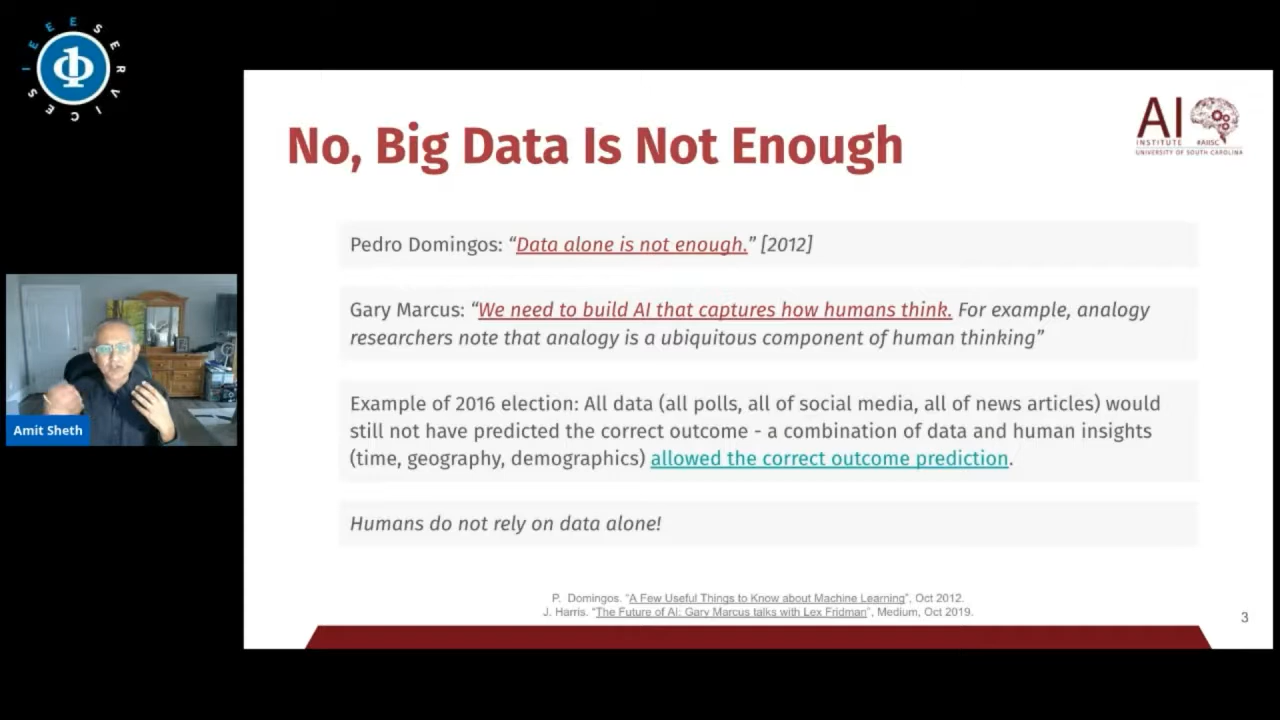 IEEE SERVICES
No, Big Data Is Not Enough
AI
INSTITUTE #AIISC
UNIVERSITY OF SOUTH CAROLINA
Pedro Domingos: “Data alone is not enough.” [2012]
Gary Marcus: “We need to build AI that captures how humans think. For example, analogy
researchers note that analogy is a ubiquitous component of human thinking”
Example of 2016 election: All data (all polls, all of social media, all of news articles) would
still not have predicted the correct outcome - a combination of data and human insights
(time, geography, demographics) allowed the correct outcome prediction.
Humans do not rely on data alone!
Amit Sheth
P. Domingos. “A Few Useful Things to Know about Machine Learning”, Oct 2012.
J. Harris. “The Future of AI: Gary Marcus talks with Lex Fridman”, Medium, Oct 2019.
3